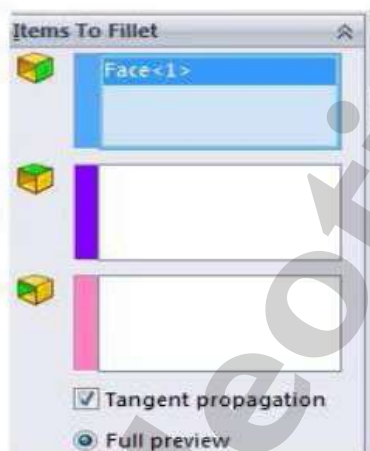 Items To Fillet
Face<1>
Tangent propagation
Full preview